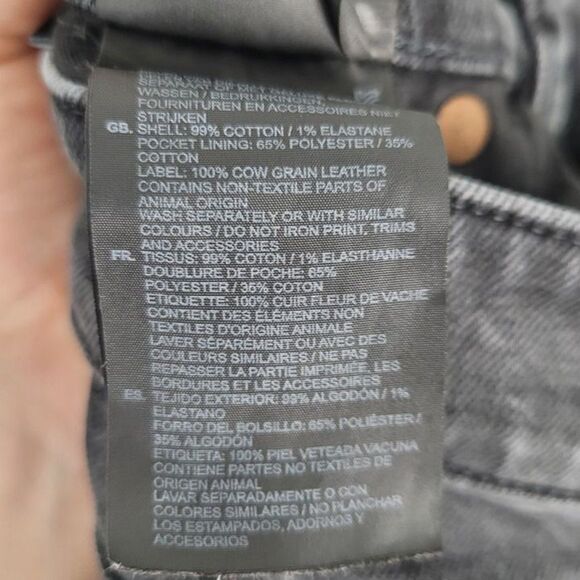 WASSEN / BEDRUKKINGEN,
FOURNITUREN EN ACCESSOIRES NIET
STRIJKEN
GB. SHELL: 99% COTTON / 1% ELASTANE
POCKET LINING: 65% POLYESTER / 35%
COTTON
LABEL: 100% COW GRAIN LEATHER
CONTAINS NON-TEXTILE PARTS OF
ANIMAL ORIGIN
WASH SEPARATELY OR WITH SIMILAR
COLOURS / DO NOT IRON PRINT, TRIMS
AND ACCESSORIES
FR. TISSUS: 99% COTON / 1% ELASTHANNE
DOUBLURE DE POCHE: 65%
POLYESTER / 35% COTON
ETIQUETTE: 100% CUIR FLEUR DE VACHE
CONTIENT DES ÉLÉMENTS NON
TEXTILES D'ORIGINE ANIMALE
LAVER SÉPARÉMENT OU AVEC DES
COULEURS SIMILAIRES / NE PAS
REPASSER LA PARTIE IMPRIMÉE, LES
BORDURES ET LES ACCESSOIRES
ES. TEJIDO EXTERIOR: 99% ALGODÓN / 1%
ELASTANO
FORRO DEL BOLSILLO: 65% POLIÉSTER /
35% ALGODÓN
ETIQUETA: 100% PIEL VETEADA VACUNA
CONTIENE PARTES NO TEXTILES DE
ORIGEN ANIMAL
LAVAR SEPARADAMENTE O CON
COLORES SIMILARES / NO PLANCHAR
LOS ESTAMPADOS, ADORNOS Y
ACCESORIOS